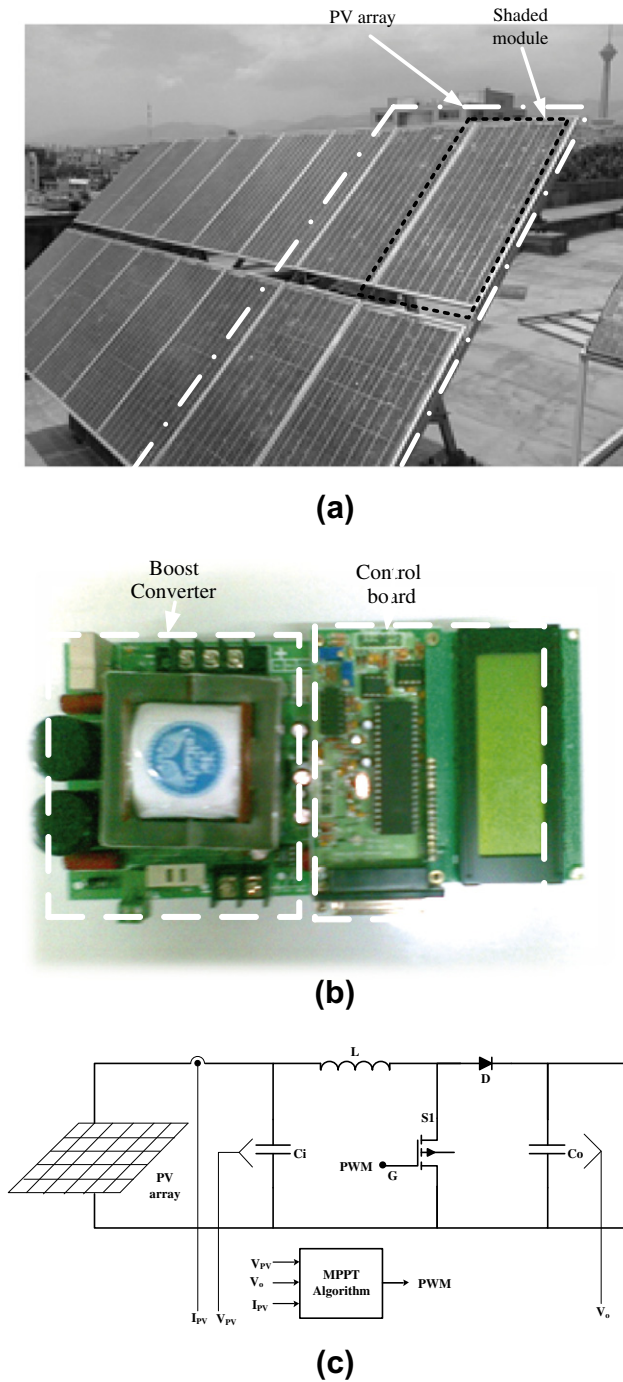 PV array
Shaded
module
(a)
Boost
Converter
Control
board
(b)
L
D
S1
Ci
Co
PWM
G
PV
array
VPV
Vo
IPV
MPPT
Algorithm
PWM
IPV
VPV
Vo
(c)